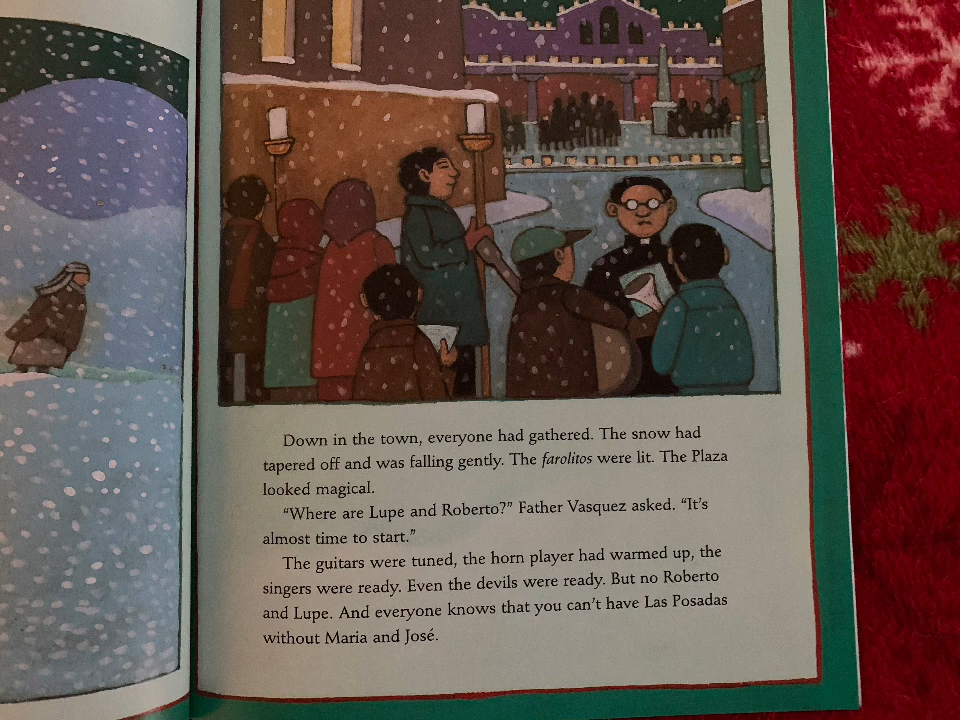 Down in the town, everyone had gathered. The snow had
tapered off and was falling gently. The farolitos were lit. The Plaza
looked magical.
“Where are Lupe and Roberto?” Father Vasquez asked. “It’s
almost time to start.”
The guitars were tuned, the horn player had warmed up, the
singers were ready. Even the devils were ready. But no Roberto
and Lupe. And everyone knows that you can’t have Las Posadas
without Maria and José.